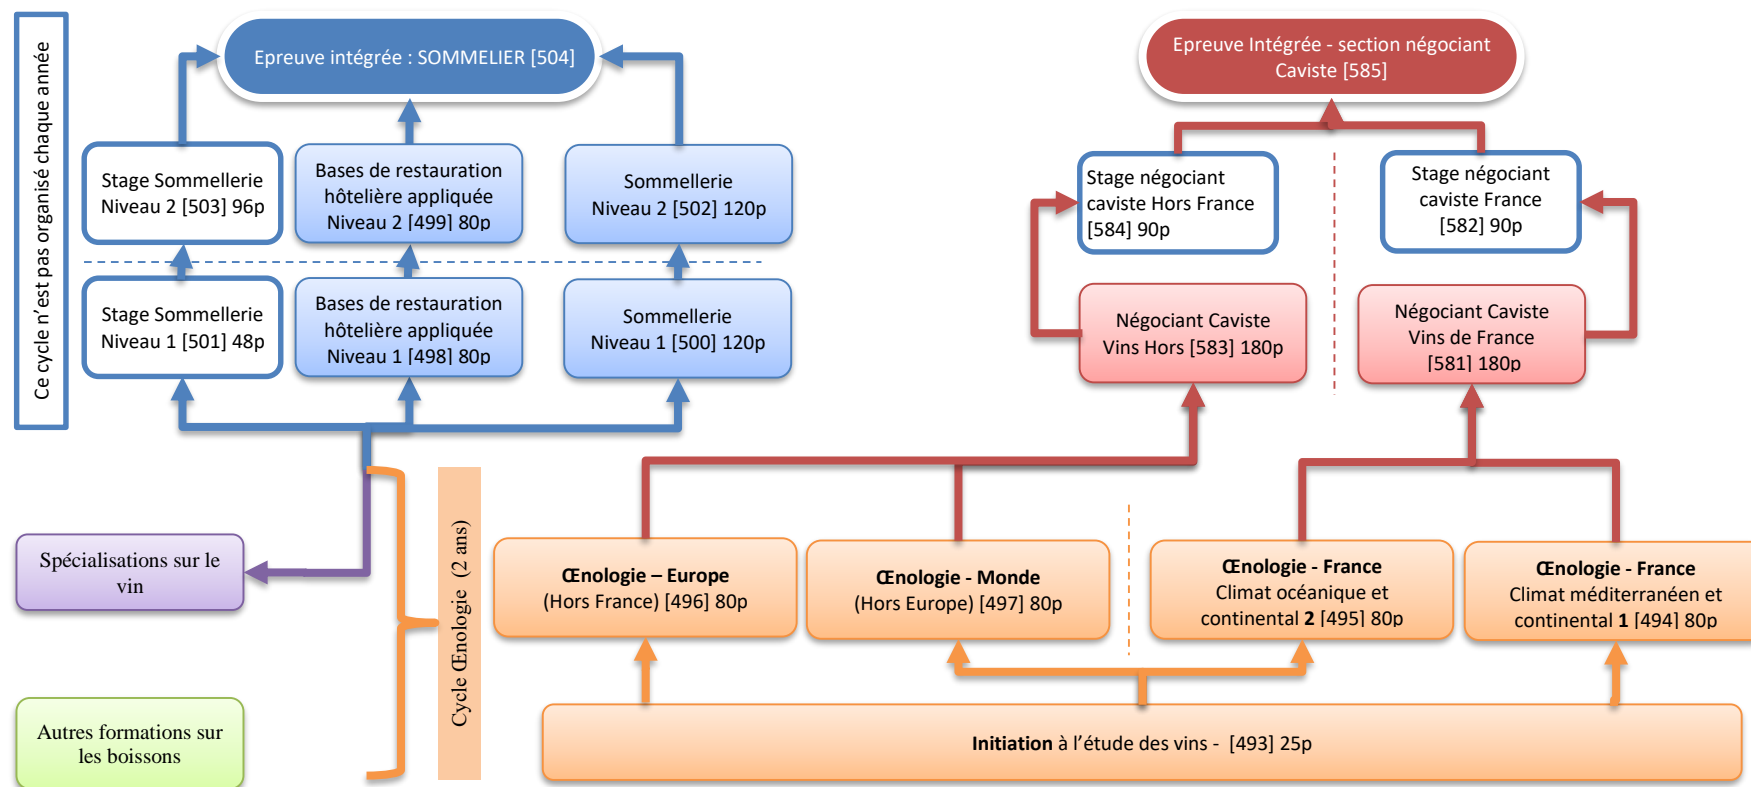 Ce cycle n'est pas organisé chaque année
Epreuve intégrée : SOMMELIER [504]
Epreuve Intégrée - section négociant
Caviste [585]
Stage Sommellerie
Niveau 2 [503] 96p
Bases de restauration
hôtelière appliquée
Niveau 2 [499] 80p
Sommellerie
Niveau 2 [502] 120p
Stage négociant
caviste Hors France
[584] 90p
Stage négociant
caviste France
[582] 90p
Stage Sommellerie
Niveau 1 [501] 48p
Bases de restauration
hôtelière appliquée
Niveau 1 [498] 80p
Sommellerie
Niveau 1 [500] 120p
Négociant Caviste
Vins Hors [583] 180p
Négociant Caviste
Vins de France
[581] 180p
Spécialisations sur le
vin
Cycle Œnologie (2 ans)
Œnologie – Europe
(Hors France) [496] 80p
Œnologie - Monde
(Hors Europe) [497] 80p
Œnologie - France
Climat océanique et
continental 2 [495] 80p
Œnologie - France
Climat méditerranéen et
continental 1 [494] 80p
Autres formations sur
les boissons
Initiation à l'étude des vins - [493] 25p